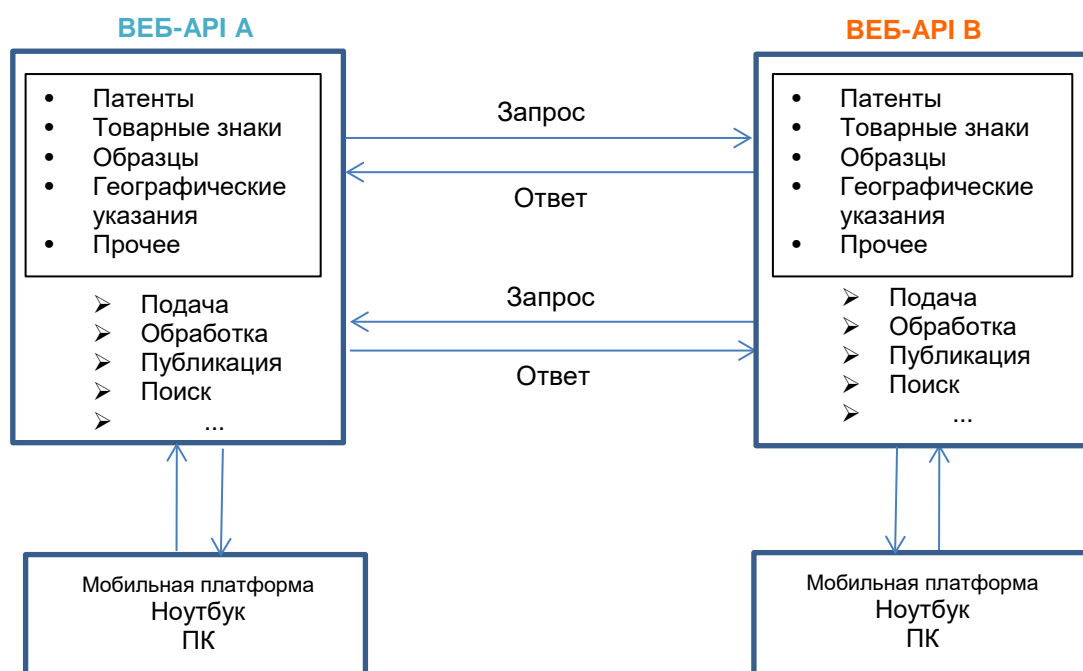 ВЕБ-API A
• Патенты
• Товарные знаки
• Образцы
• Географические
указания
• Прочее
➢ Подача
➢ Обработка
➢ Публикация
➢ Поиск
➢ ...
Запрос
Ответ
Запрос
Ответ
ВЕБ-API B
• Патенты
• Товарные знаки
• Образцы
• Географические
указания
• Прочее
➢ Подача
➢ Обработка
➢ Публикация
➢ Поиск
➢ ...
Мобильная платформа
Ноутбук
ПК
Мобильная платформа
Ноутбук
ПК